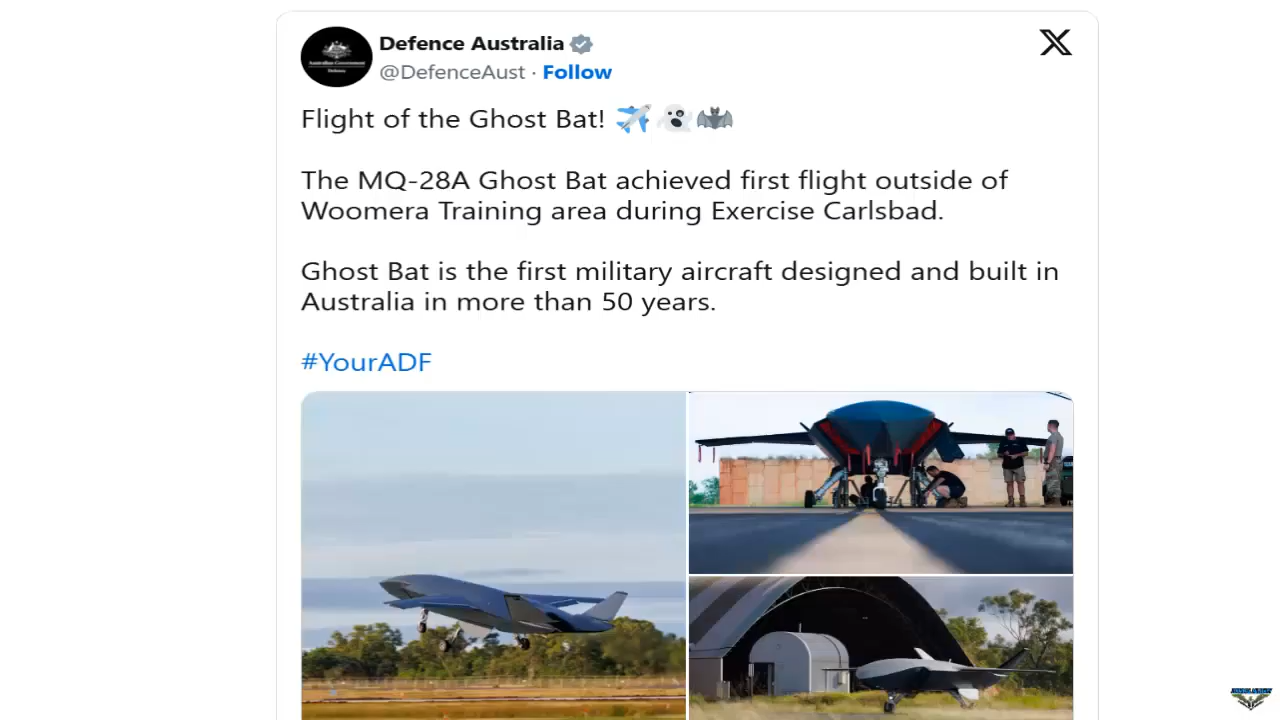 Defence Australia
@DefenceAust · Follow
Flight of the Ghost Bat! ✈️👻🦇
The MQ-28A Ghost Bat achieved first flight outside of
Woomera Training area during Exercise Carlsbad.
Ghost Bat is the first military aircraft designed and built in
Australia in more than 50 years.
#YourADF